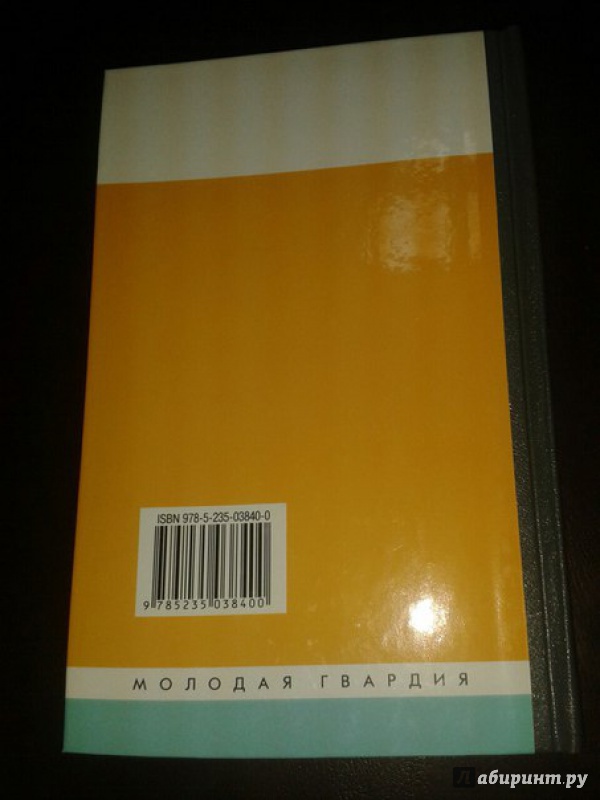 ISBN 978-5-235-03840-0
9 785235 038400
МОЛОДАЯ ГВАРДИЯ
Лабиринт.ру